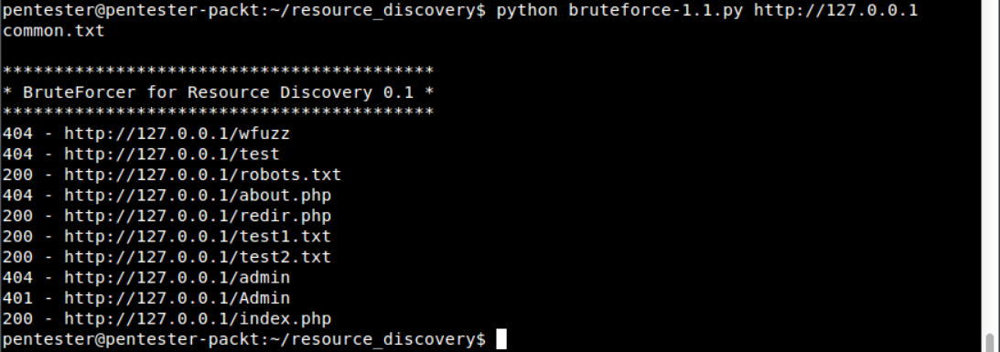 pentester@pentester-packt:~/resource_discovery$ python bruteforce-1.1.py http://127.0.0.1
common.txt
******************************************
* BruteForcer for Resource Discovery 0.1 *
******************************************
404 - http://127.0.0.1/wfuzz
404 - http://127.0.0.1/test
200 - http://127.0.0.1/robots.txt
404 - http://127.0.0.1/about.php
200 - http://127.0.0.1/redir.php
200 - http://127.0.0.1/test1.txt
200 - http://127.0.0.1/test2.txt
404 - http://127.0.0.1/admin
401 - http://127.0.0.1/Admin
200 - http://127.0.0.1/index.php
pentester@pentester-packt:~/resource_discovery$